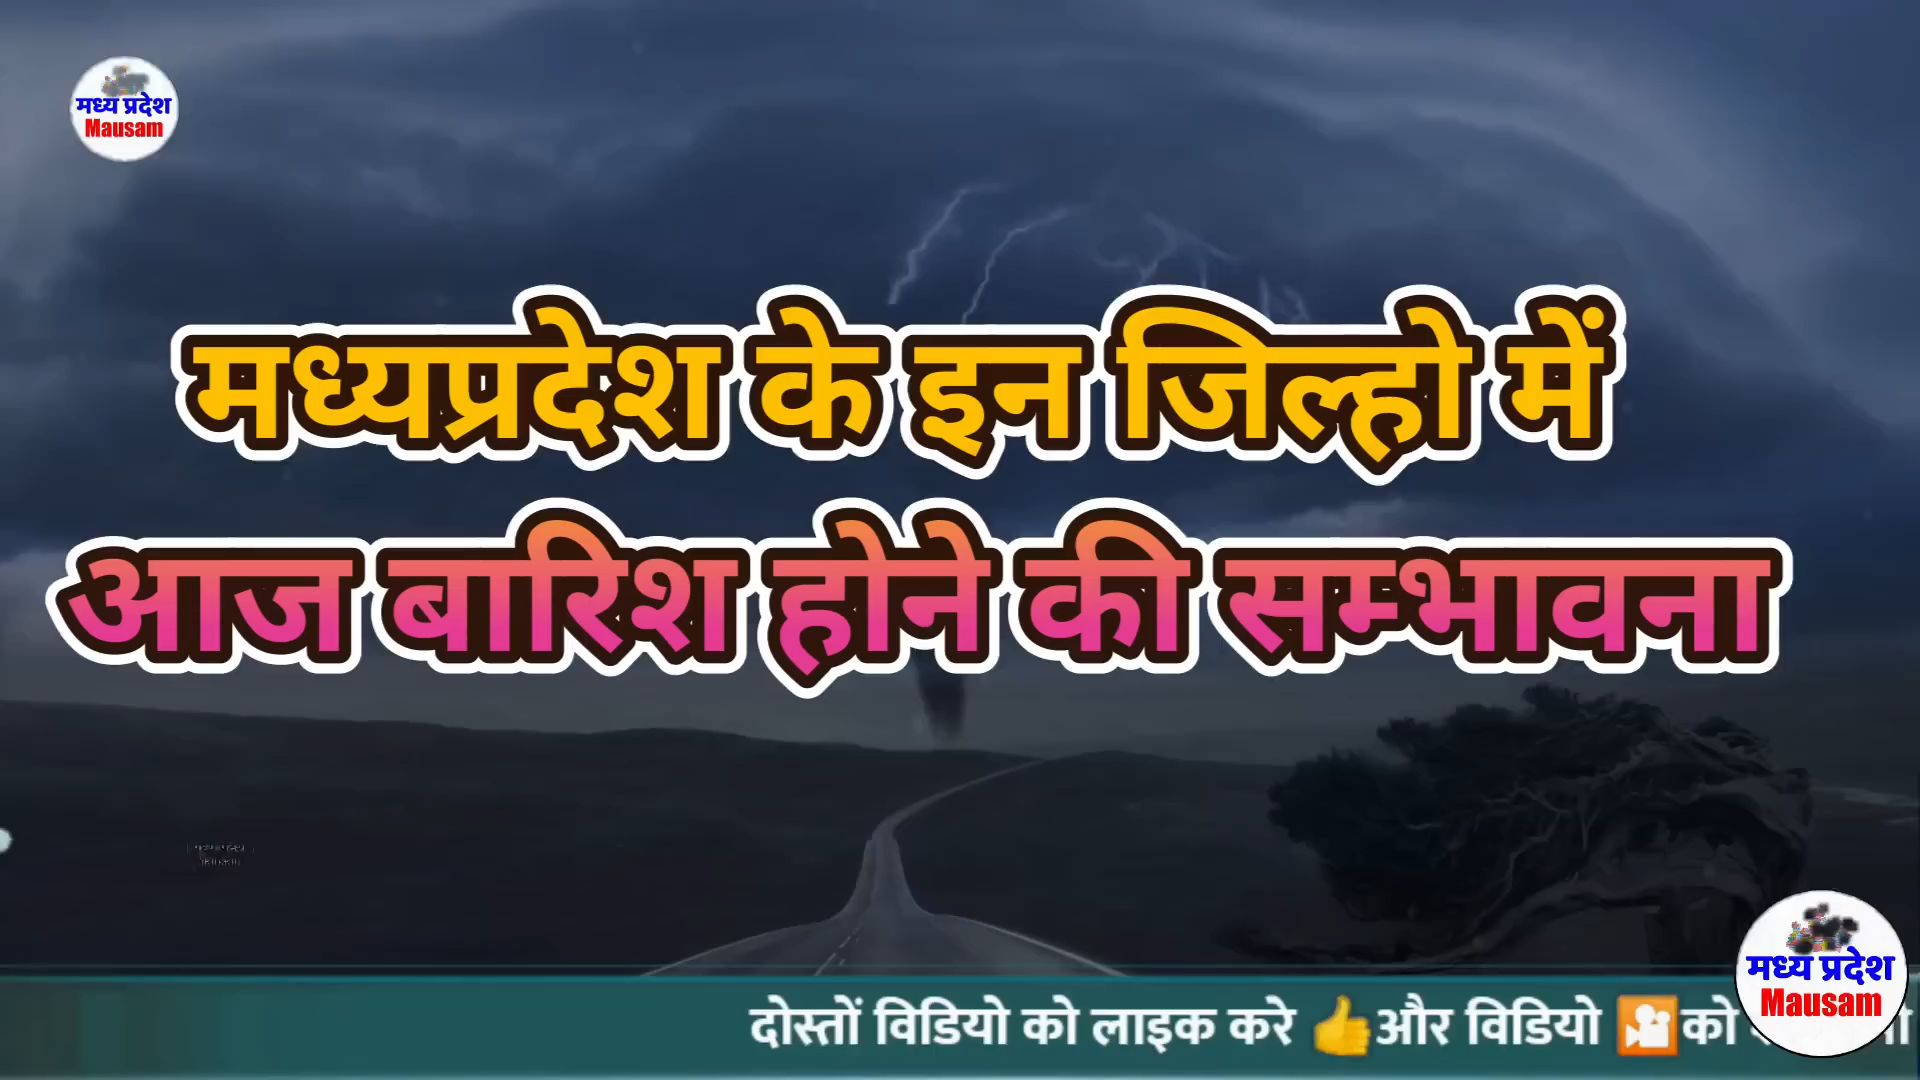 मध्य प्रदेश
Mausam
मध्यप्रदेश के इन जिल्हो में
आज बारिश होने की सम्भावना
मध्य प्रदेश
Mausam
दोस्तों विडियो को लाइक करे 👍और विडियो 🎦को